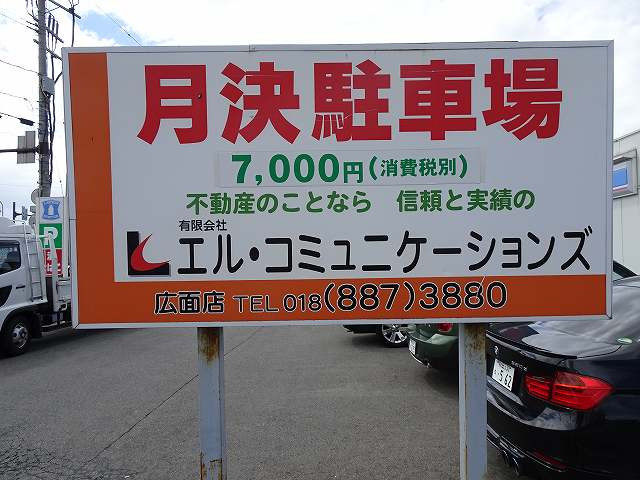 月決駐車場
7,000円(消費税別)
不動産のことなら 信頼と実績の
有限会社
エル・コミュニケーションズ
広面店 TEL 018(887)3880
P
562